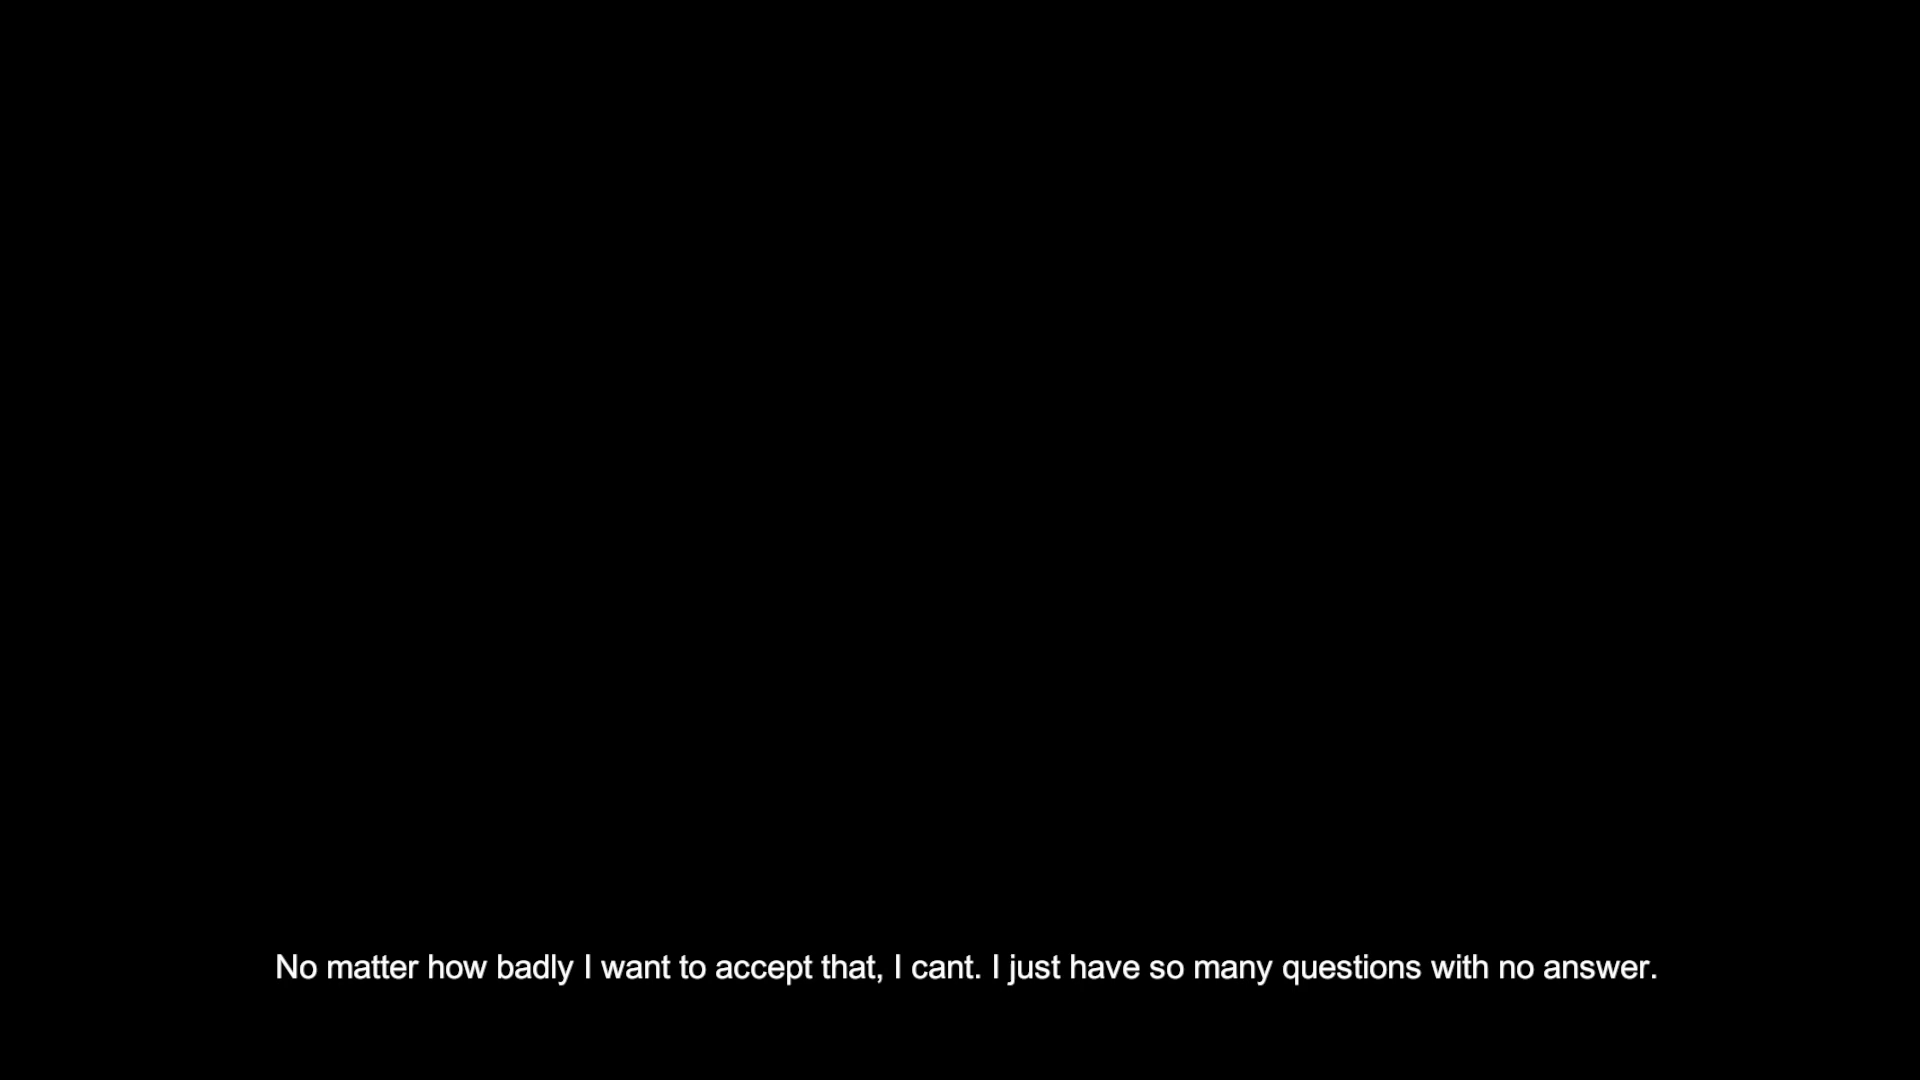 No matter how badly I want to accept that, I cant. I just have so many questions with no answer.